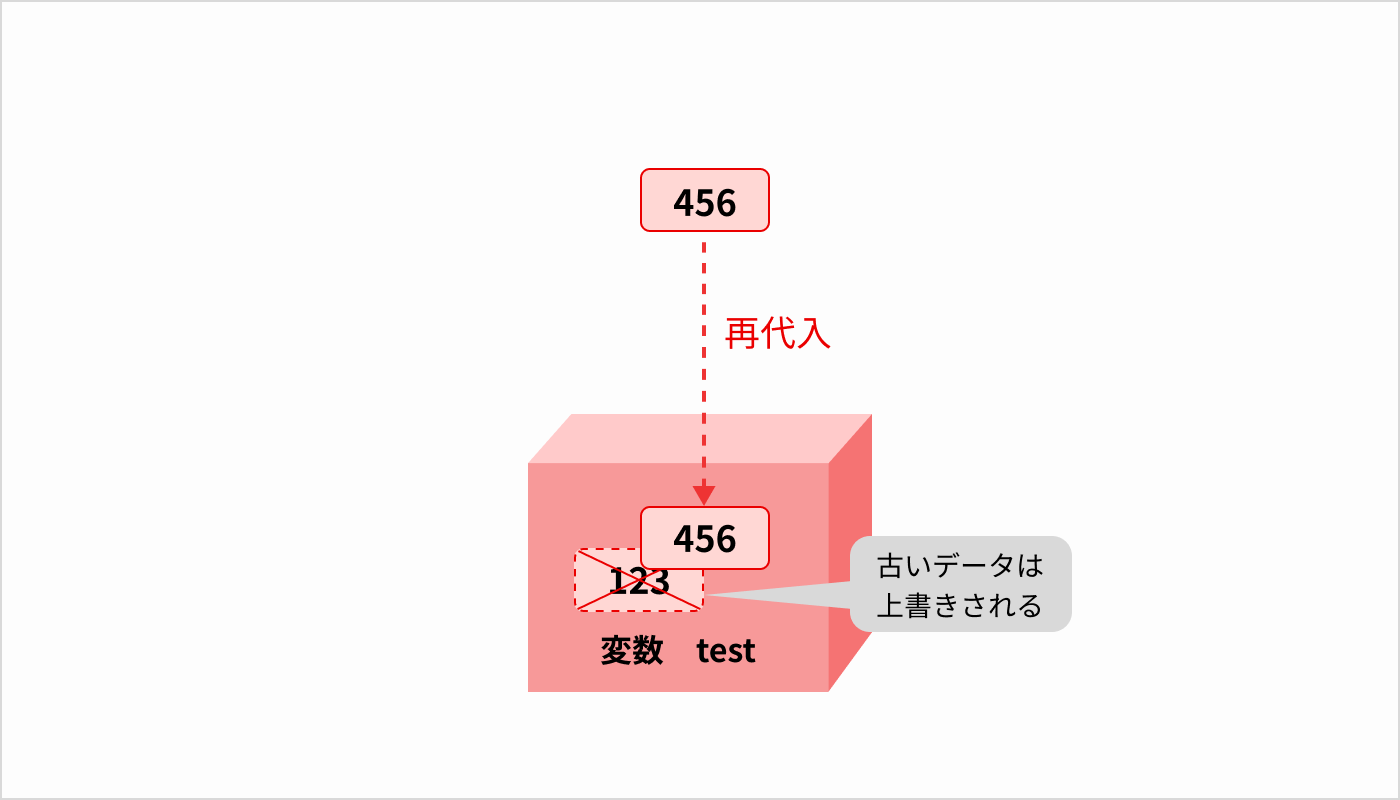 456
再代入
456
123
古いデータは
上書きされる
変数　test